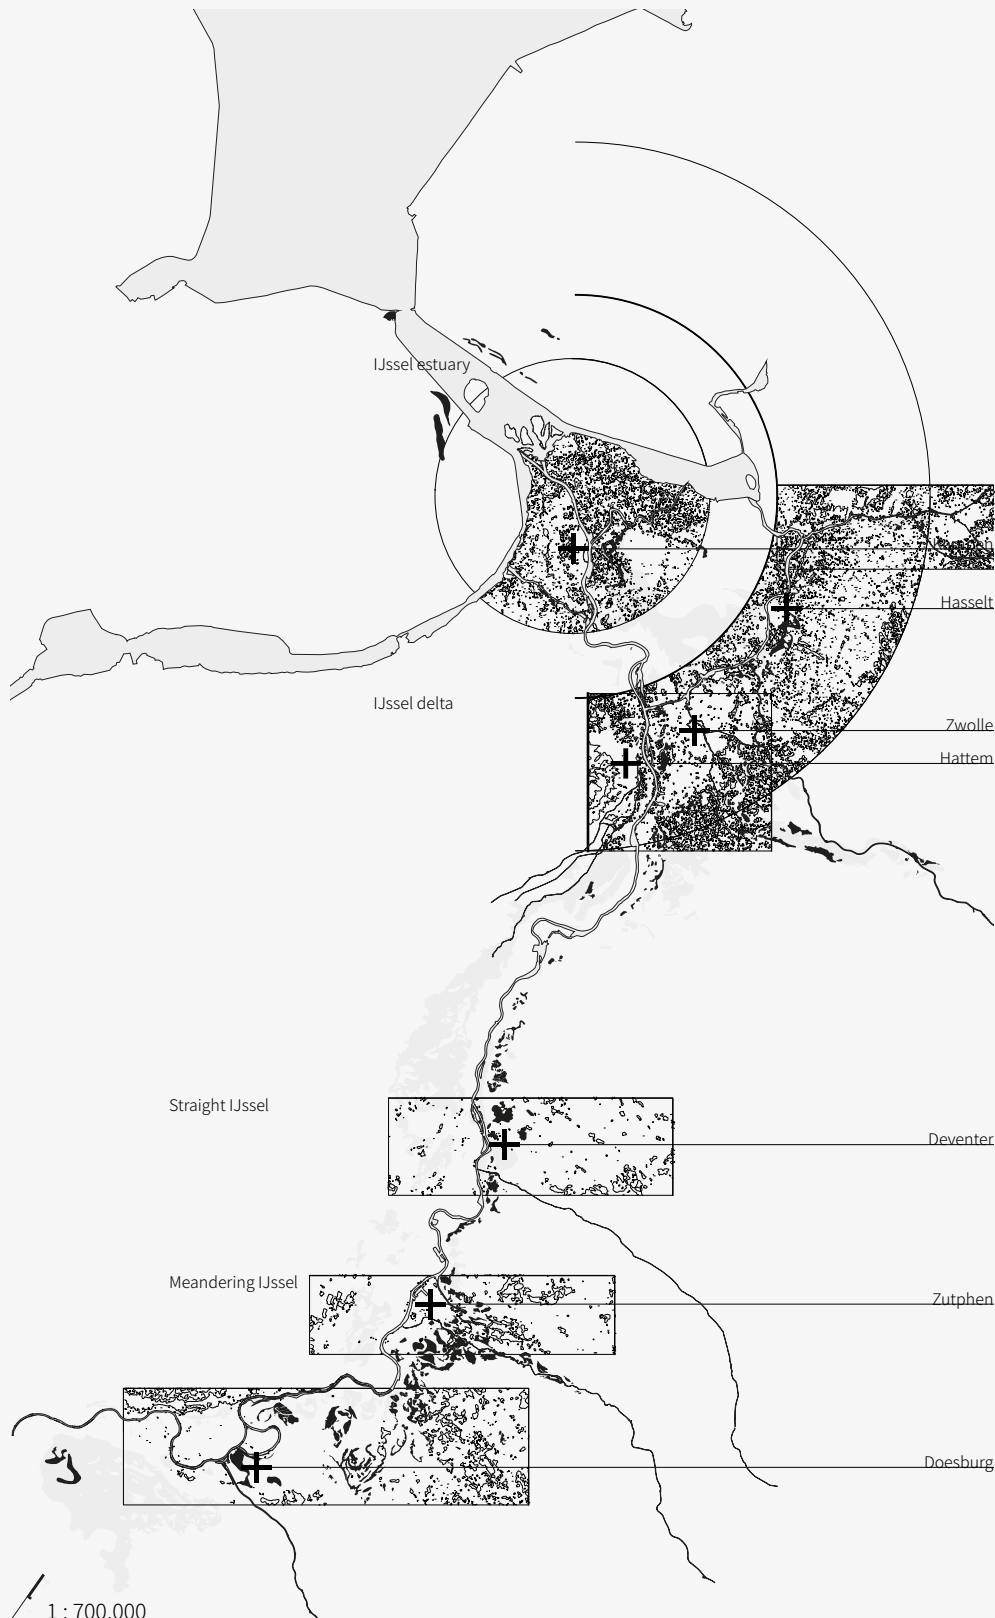 IJssel estuary
Hasselt
IJssel delta
Zwolle
Hattem
Straight IJssel
Deventer
Meandering IJssel
Zutphen
Doesburg
1 : 700.000